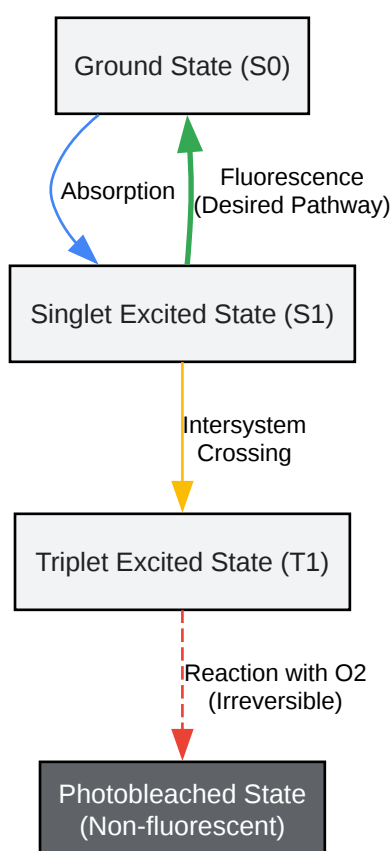 Ground State (S0)
Absorption
Fluorescence
(Desired Pathway)
Singlet Excited State (S1)
Intersystem
Crossing
Triplet Excited State (T1)
Reaction with O2
(Irreversible)
Photobleached State
(Non-fluorescent)